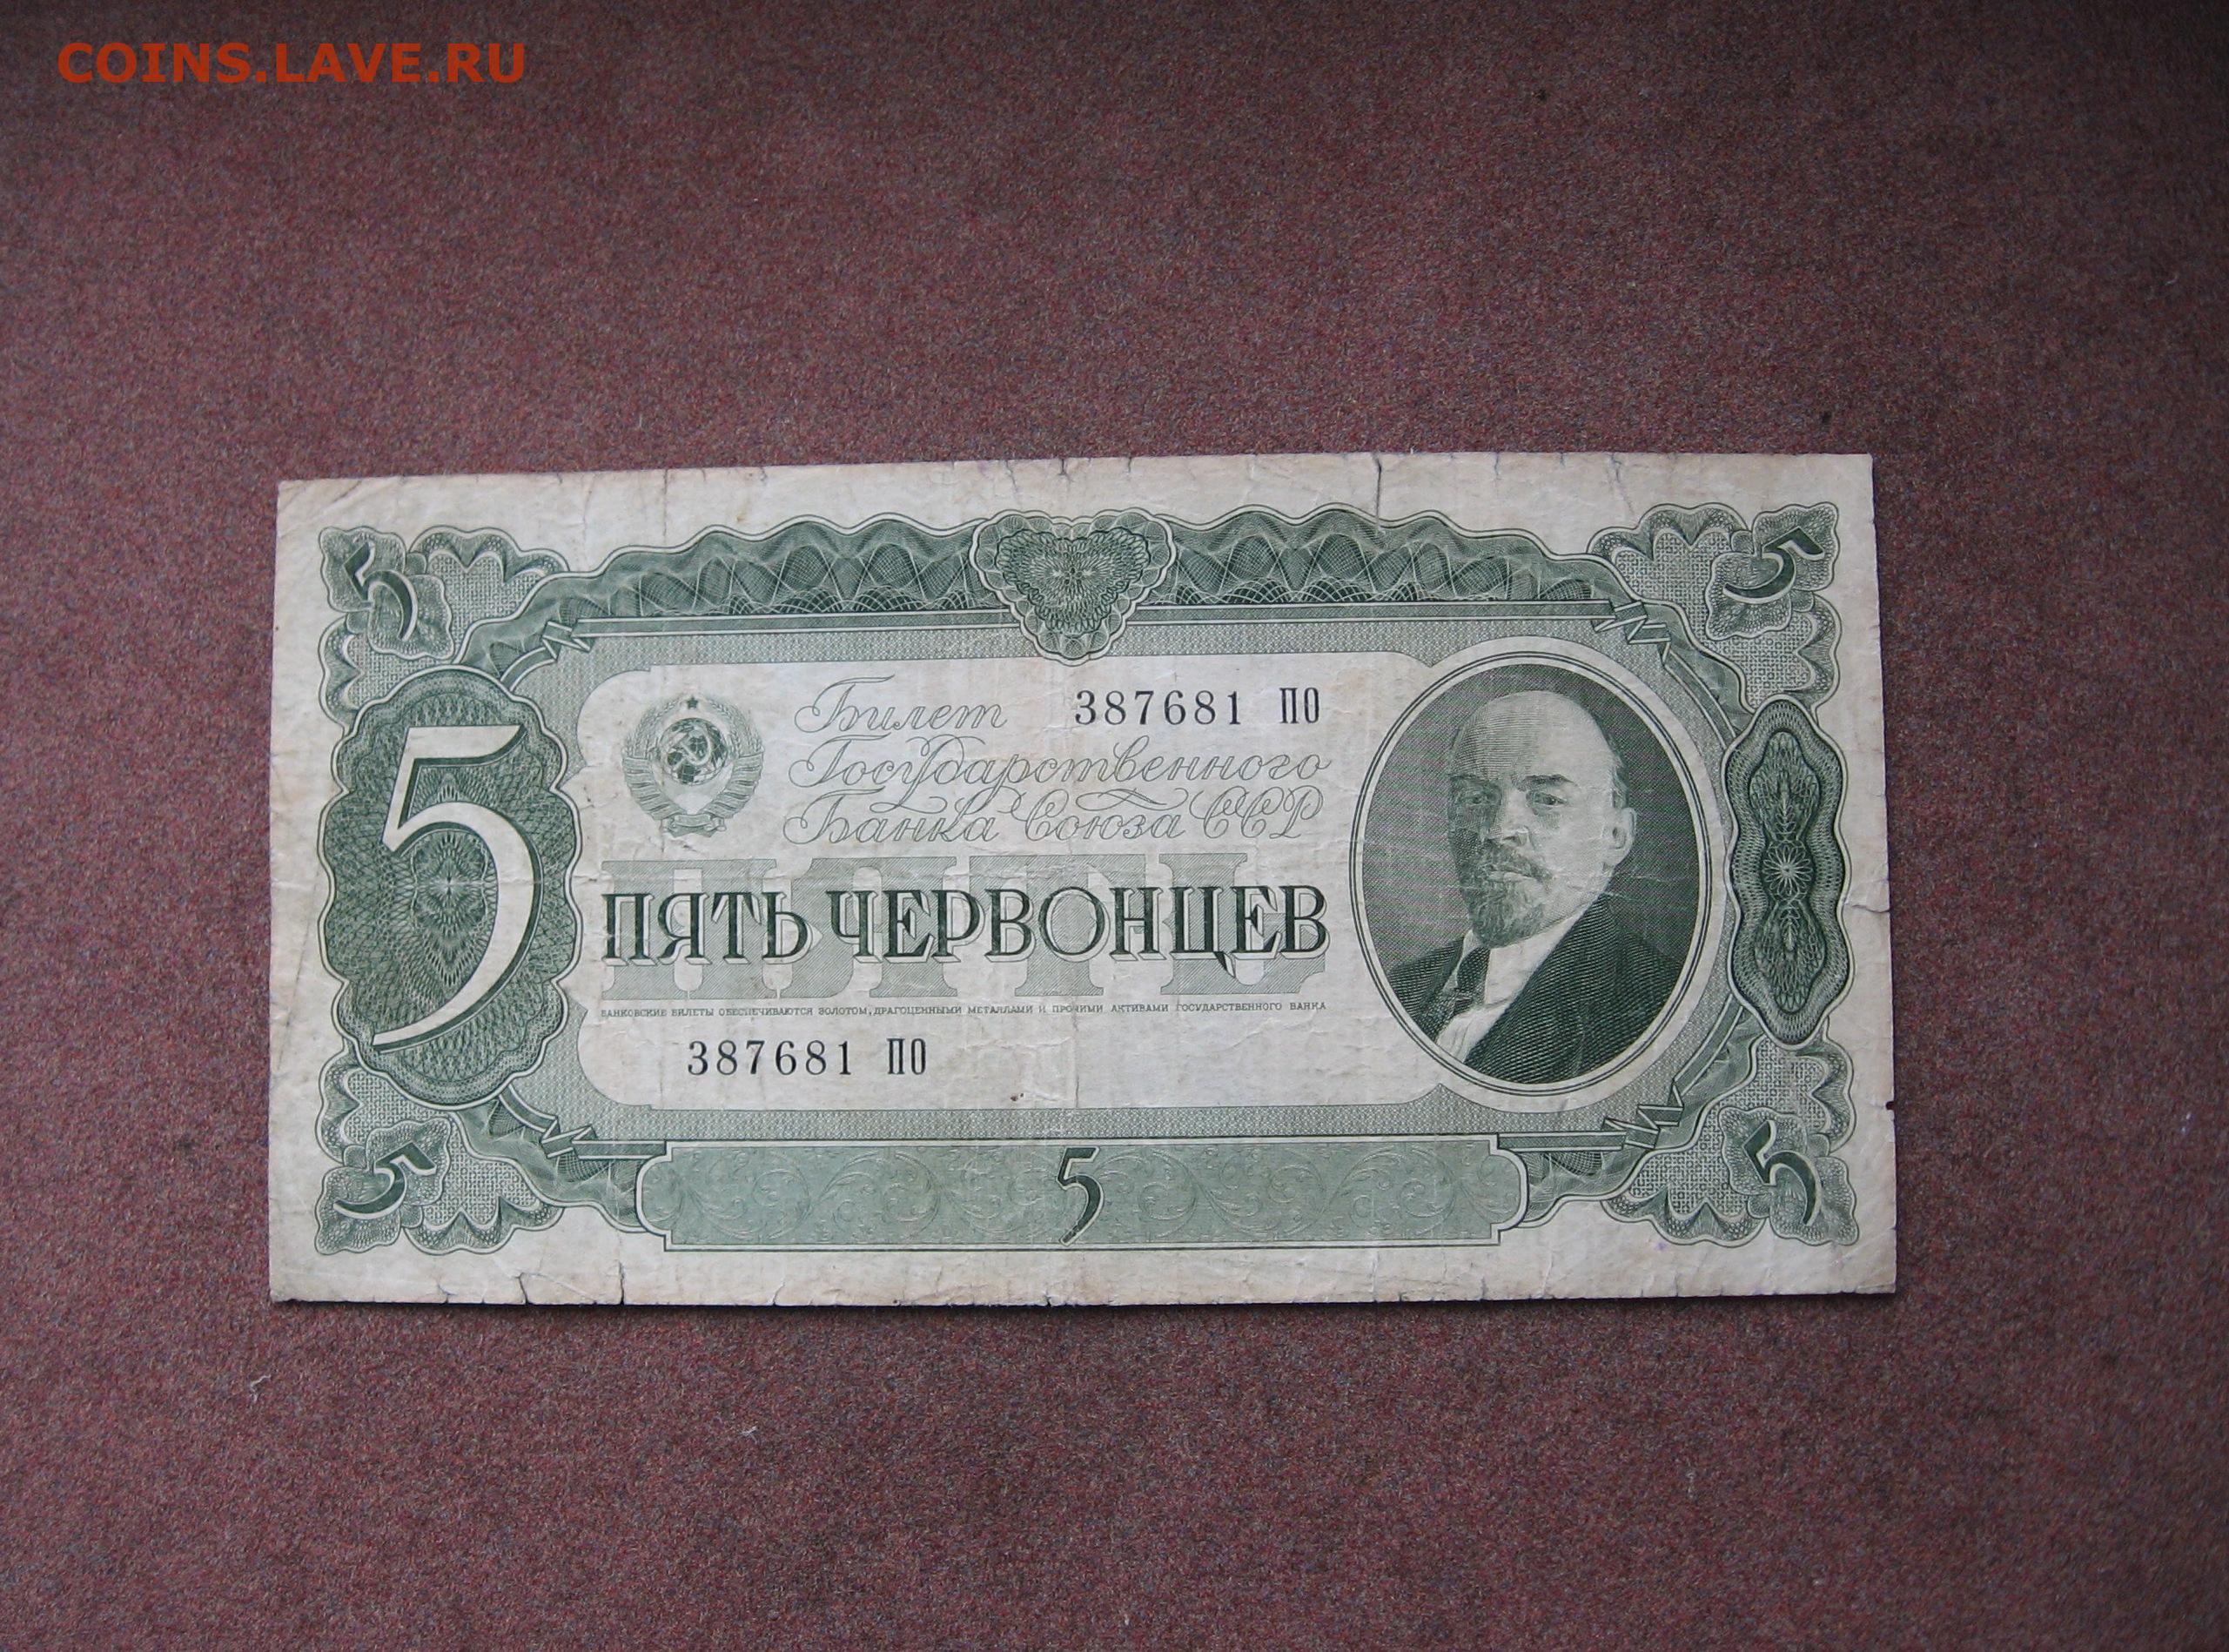 COINS.LAVE.RU
5 5
Билет 387681 ПО
Государственного
Банка Союза ССР
5
ПЯТЬ
ПЯТЬ ЧЕРВОНЦЕВ
БАНКОВСКИЕ БИЛЕТЫ ОБЕСПЕЧИВАЮТСЯ ЗОЛОТОМ, ДРАГОЦЕННЫМИ МЕТАЛЛАМИ И ПРОЧИМИ АКТИВАМИ ГОСУДАРСТВЕННОГО БАНКА
387681 ПО
5 5 5